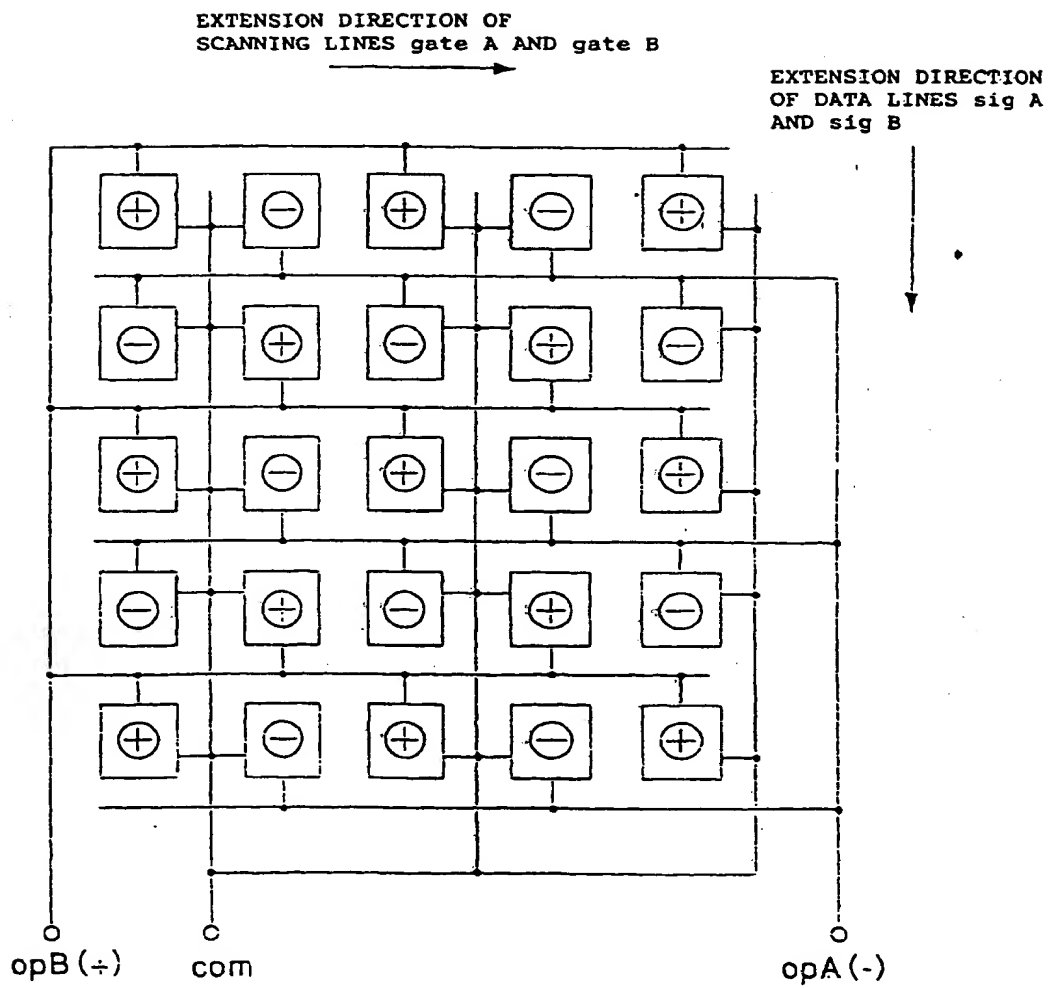 EXTENSION DIRECTION OF
SCANNING LINES gate A AND gate B
EXTENSION DIRECTION
OF DATA LINES sig A
AND sig B
+ - + - +
- + - + -
+ - + - +
- + - + -
+ - + - +
opB (÷)
com
opA (-)